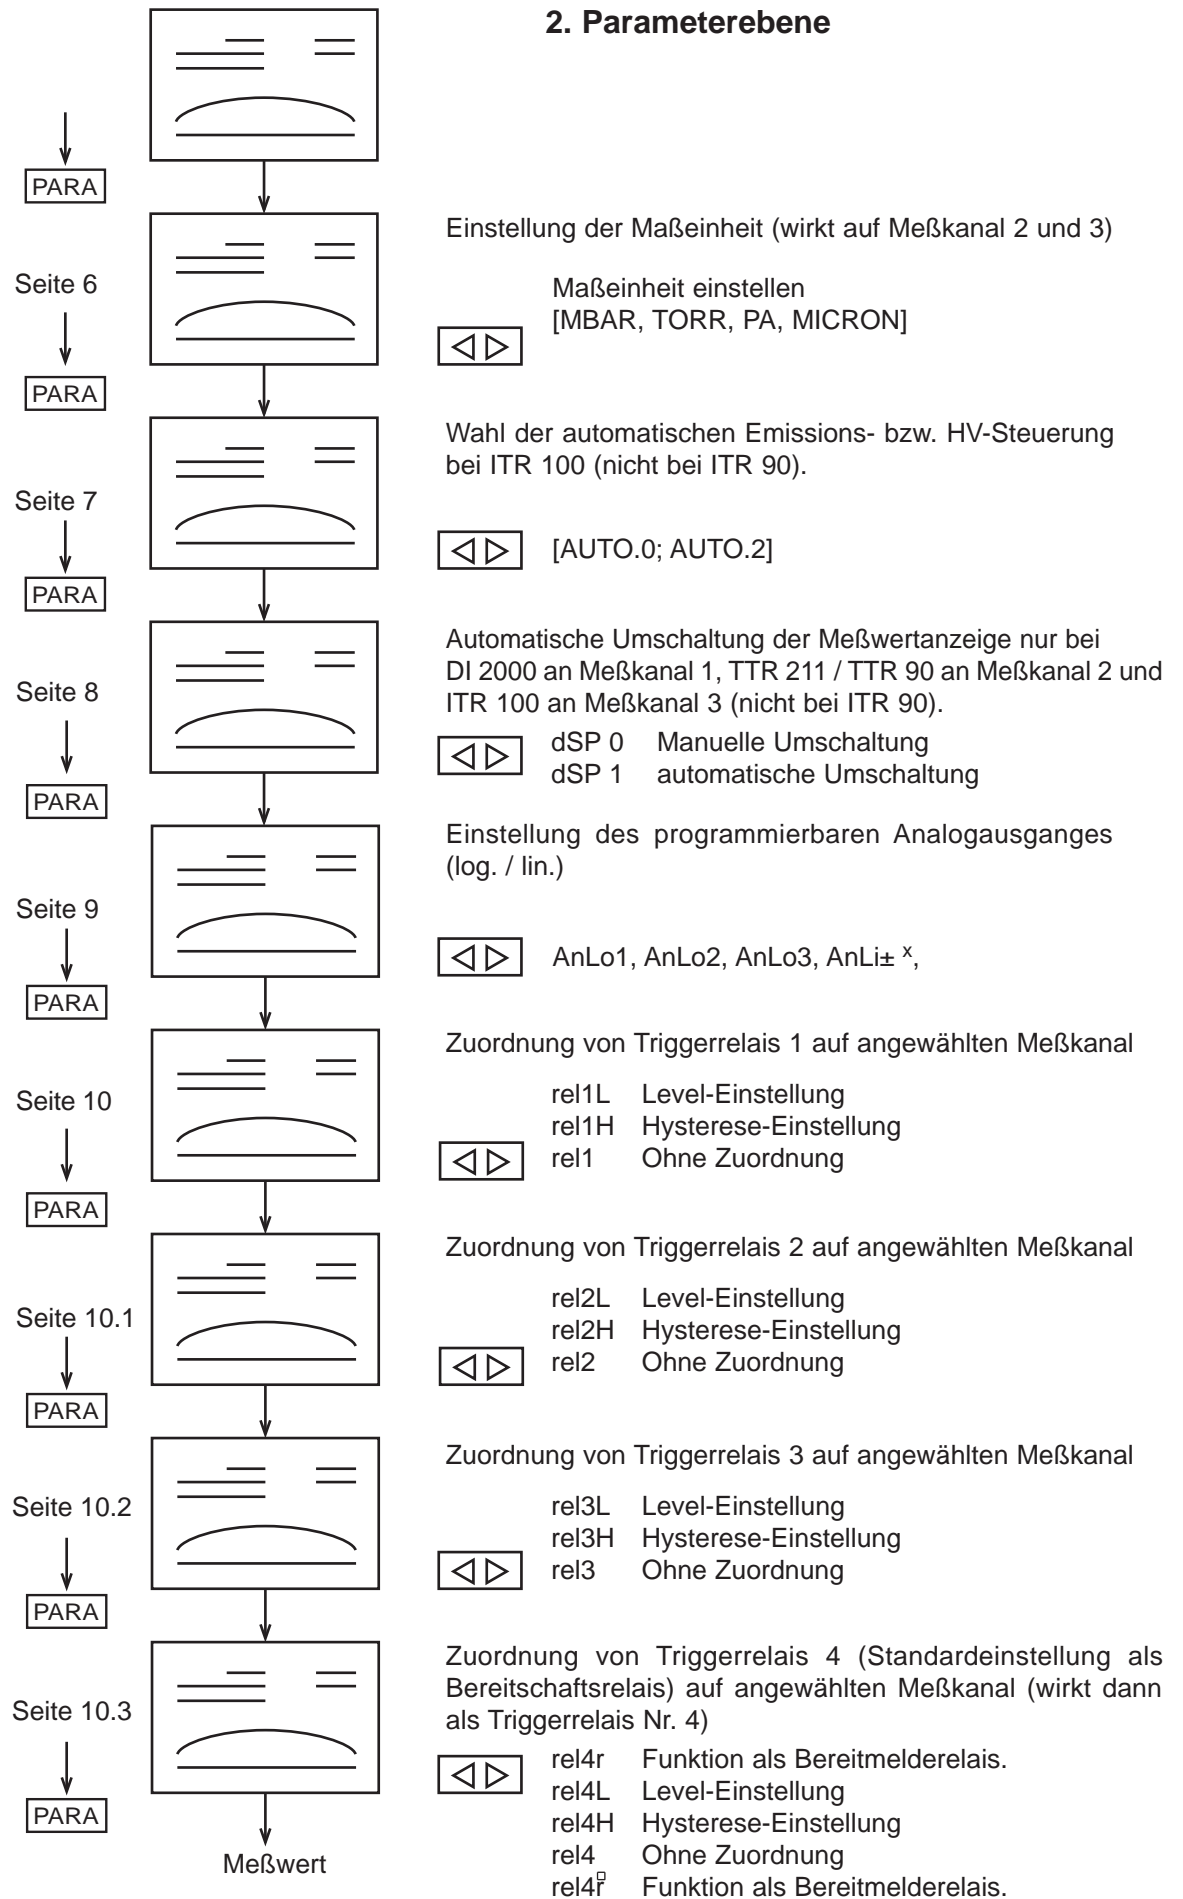 2. Parameterebene
PARA
Einstellung der Maßeinheit (wirkt auf Meßkanal 2 und 3)
Seite 6
Maßeinheit einstellen
[MBAR, TORR, PA, MICRON]
PARA
Wahl der automatischen Emissions- bzw. HV-Steuerung
bei ITR 100 (nicht bei ITR 90).
Seite 7
[AUTO.0; AUTO.2]
PARA
Automatische Umschaltung der Meßwertanzeige nur bei
DI 2000 an Meßkanal 1, TTR 211 / TTR 90 an Meßkanal 2 und
ITR 100 an Meßkanal 3 (nicht bei ITR 90).
Seite 8
dSP 0 Manuelle Umschaltung
dSP 1 automatische Umschaltung
PARA
Einstellung des programmierbaren Analogausganges
(log. / lin.)
Seite 9
AnLo1, AnLo2, AnLo3, AnLi± x,
PARA
Zuordnung von Triggerrelais 1 auf angewählten Meßkanal
Seite 10
rel1L Level-Einstellung
rel1H Hysterese-Einstellung
rel1 Ohne Zuordnung
PARA
Zuordnung von Triggerrelais 2 auf angewählten Meßkanal
Seite 10.1
rel2L Level-Einstellung
rel2H Hysterese-Einstellung
rel2 Ohne Zuordnung
PARA
Zuordnung von Triggerrelais 3 auf angewählten Meßkanal
Seite 10.2
rel3L Level-Einstellung
rel3H Hysterese-Einstellung
rel3 Ohne Zuordnung
PARA
Zuordnung von Triggerrelais 4 (Standardeinstellung als
Bereitschaftsrelais) auf angewählten Meßkanal (wirkt dann
als Triggerrelais Nr. 4)
Seite 10.3
rel4r Funktion als Bereitmelderelais.
rel4L Level-Einstellung
rel4H Hysterese-Einstellung
rel4 Ohne Zuordnung
rel4r▫ Funktion als Bereitmelderelais.
PARA
Meßwert